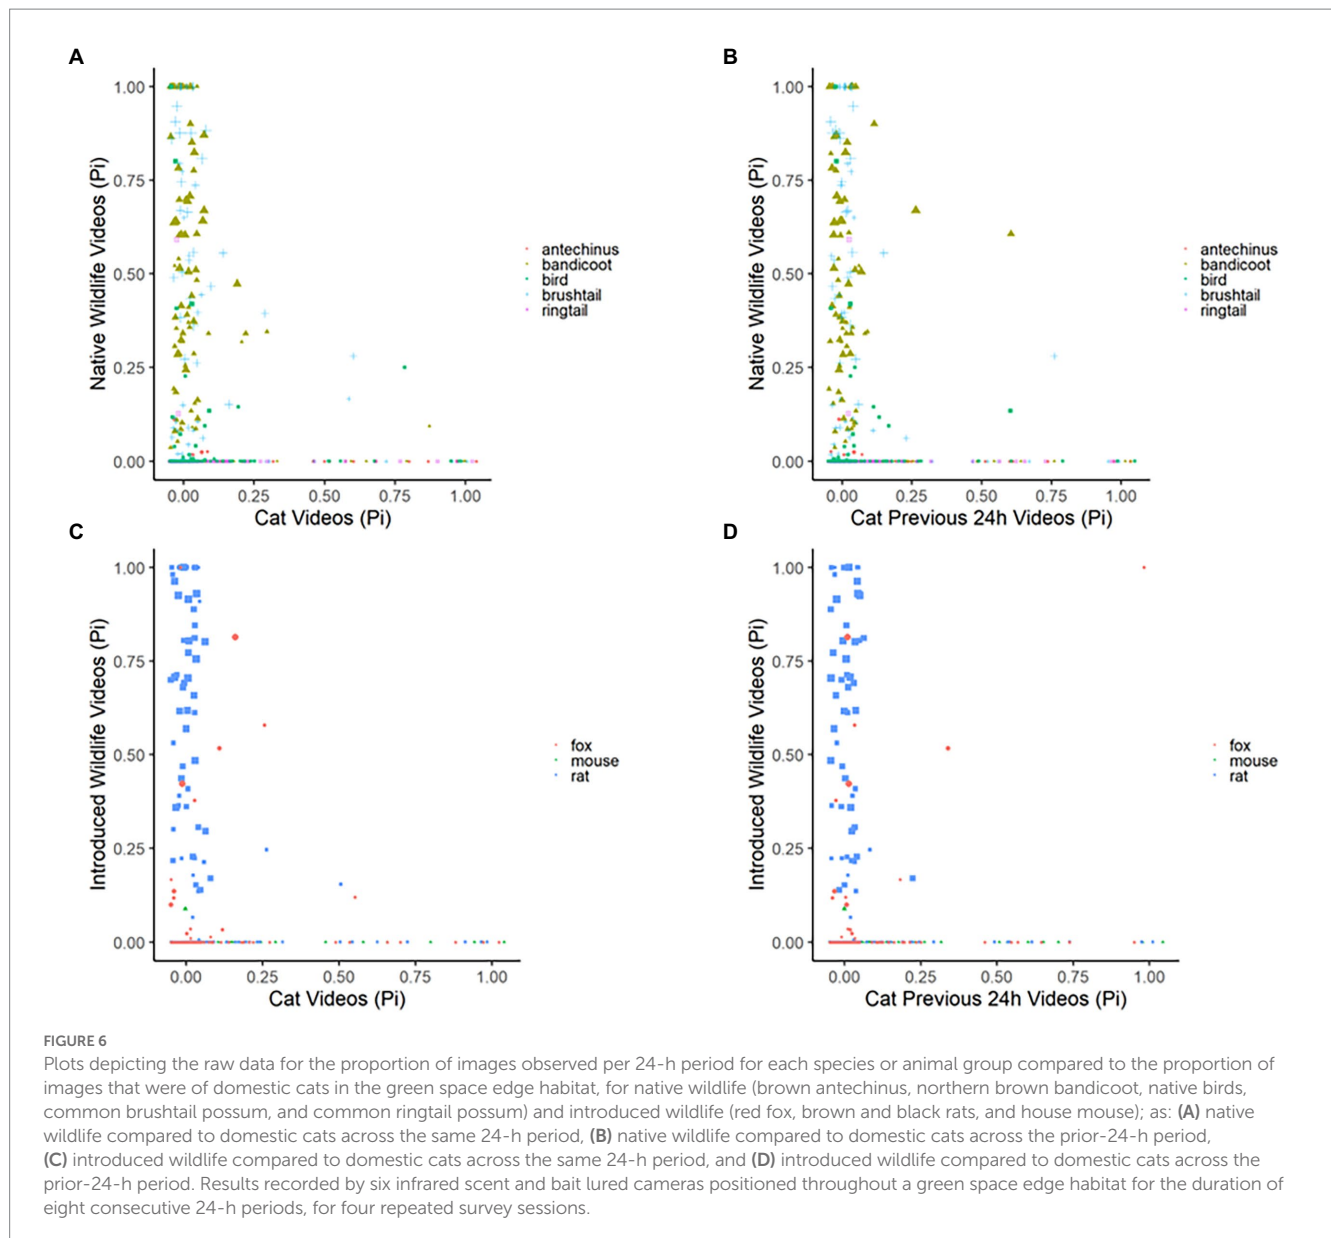 A
B
1.00
0.75
0.50
0.25
0.00
Native Wildlife Videos (Pi)
0.00 0.25 0.50 0.75 1.00
Cat Videos (Pi)
antechinus
bandicoot
bird
brushtail
ringtail
1.00
0.75
0.50
0.25
0.00
Native Wildlife Videos (Pi)
0.00 0.25 0.50 0.75 1.00
Cat Previous 24h Videos (Pi)
antechinus
bandicoot
bird
brushtail
ringtail
C
D
1.00
0.75
0.50
0.25
0.00
Introduced Wildlife Videos (Pi)
0.00 0.25 0.50 0.75 1.00
Cat Videos (Pi)
fox
mouse
rat
1.00
0.75
0.50
0.25
0.00
Introduced Wildlife Videos (Pi)
0.00 0.25 0.50 0.75 1.00
Cat Previous 24h Videos (Pi)
fox
mouse
rat
FIGURE 6
Plots depicting the raw data for the proportion of images observed per 24-h period for each species or animal group compared to the proportion of
images that were of domestic cats in the green space edge habitat, for native wildlife (brown antechinus, northern brown bandicoot, native birds,
common brushtail possum, and common ringtail possum) and introduced wildlife (red fox, brown and black rats, and house mouse); as: (A) native
wildlife compared to domestic cats across the same 24-h period, (B) native wildlife compared to domestic cats across the prior-24-h period,
(C) introduced wildlife compared to domestic cats across the same 24-h period, and (D) introduced wildlife compared to domestic cats across the
prior-24-h period. Results recorded by six infrared scent and bait lured cameras positioned throughout a green space edge habitat for the duration of
eight consecutive 24-h periods, for four repeated survey sessions.